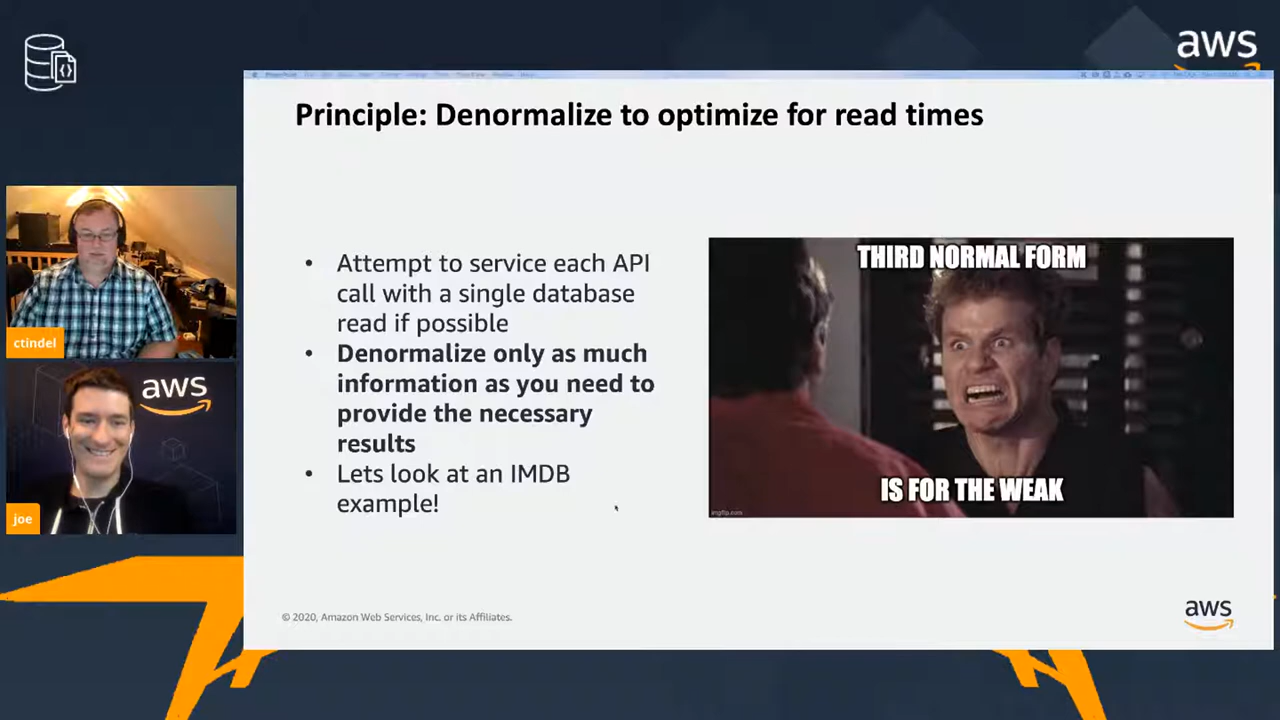 aws
Principle: Denormalize to optimize for read times
• Attempt to service each API
call with a single database
read if possible
• Denormalize only as much
information as you need to
provide the necessary
results
• Lets look at an IMDB
example!
THIRD NORMAL FORM
IS FOR THE WEAK
imgflip.com
ctindel
aws
joe
© 2020, Amazon Web Services, Inc. or its Affiliates.
aws